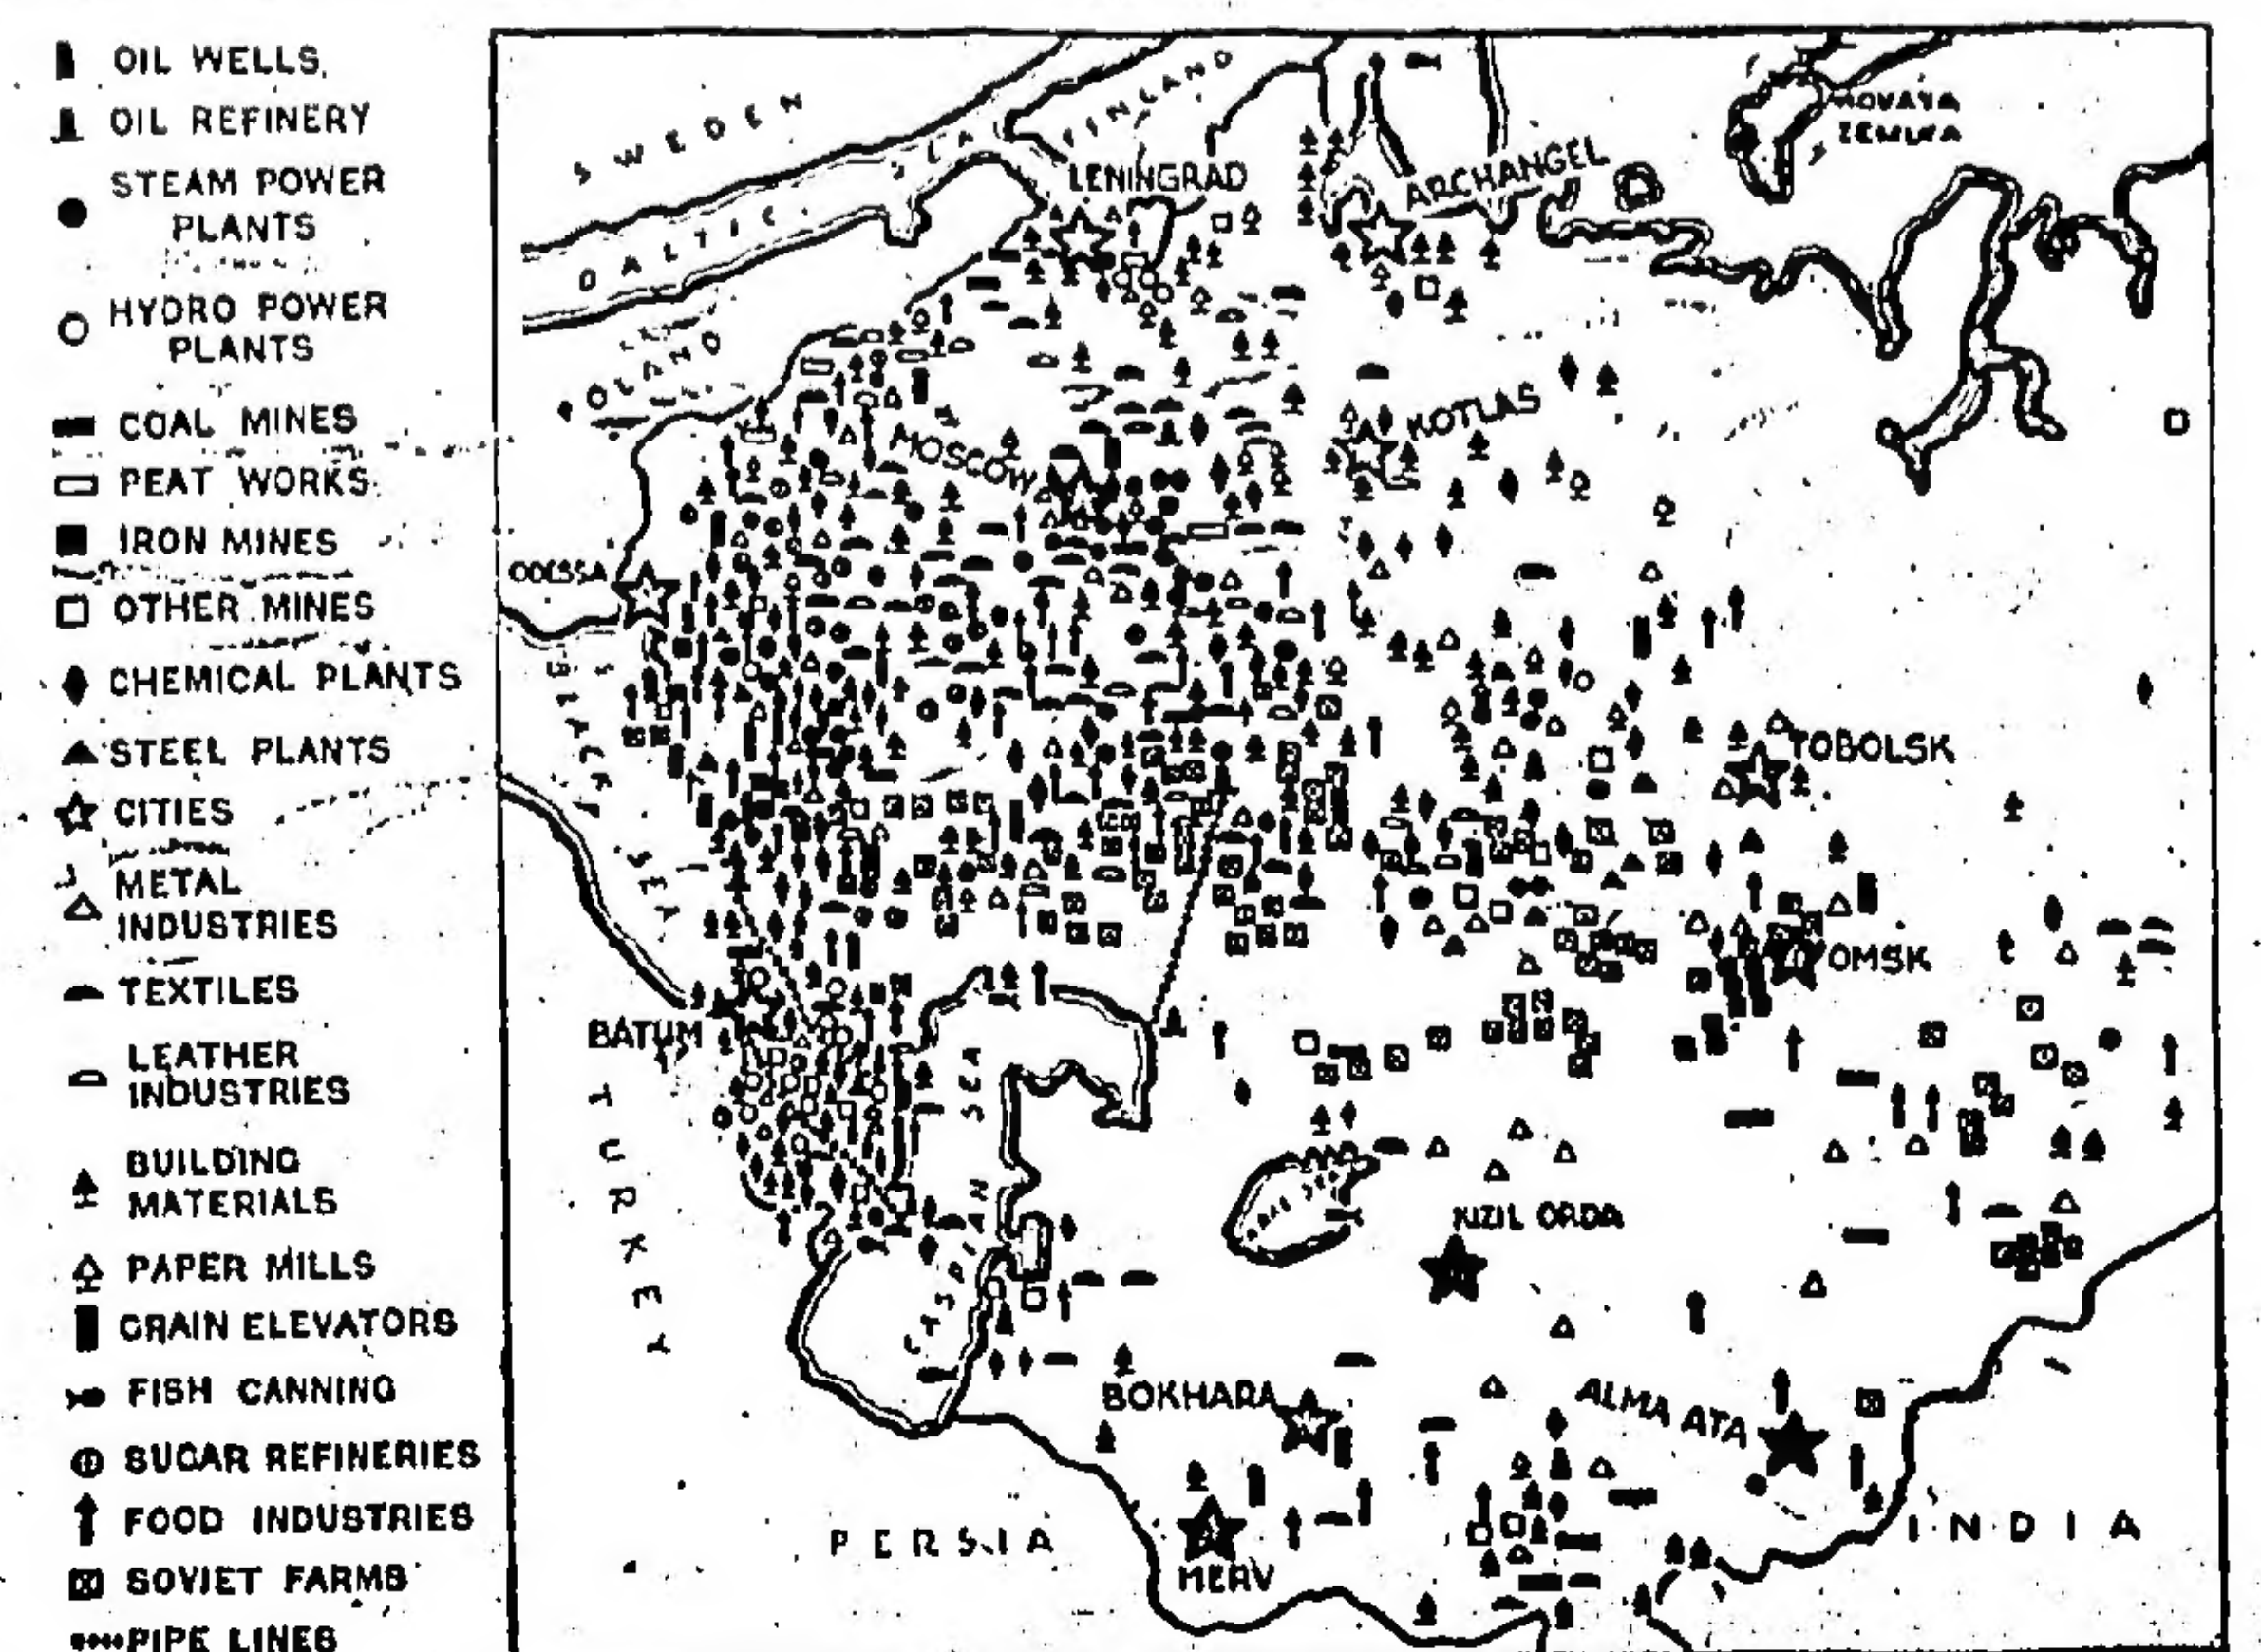 OIL WELLS
OIL REFINERY
STEAM POWER
PLANTS
HYDRO POWER
PLANTS
COAL MINES
PEAT WORKS
IRON MINES
OTHER MINES
CHEMICAL PLANTS
STEEL PLANTS
CITIES
METAL
INDUSTRIES
TEXTILES
LEATHER
INDUSTRIES
BUILDING
MATERIALS
PAPER MILLS
GRAIN ELEVATORS
FISH CANNING
SUGAR REFINERIES
FOOD INDUSTRIES
SOVIET FARMS
PIPE LINES
SWEDEN
FINLAND
BALTIC SEA
NOVAYA
ZEMLYA
LENINGRAD
ARCHANGEL
POLAND
MOSCOW
KOTLAS
ODESSA
BLACK SEA
TOBOLSK
OMSK
BATUM
TURKEY
CASPIAN SEA
ARAL SEA
KIZIL ORDA
BOKHARA
ALMA ATA
PERSIA
MERV
INDIA